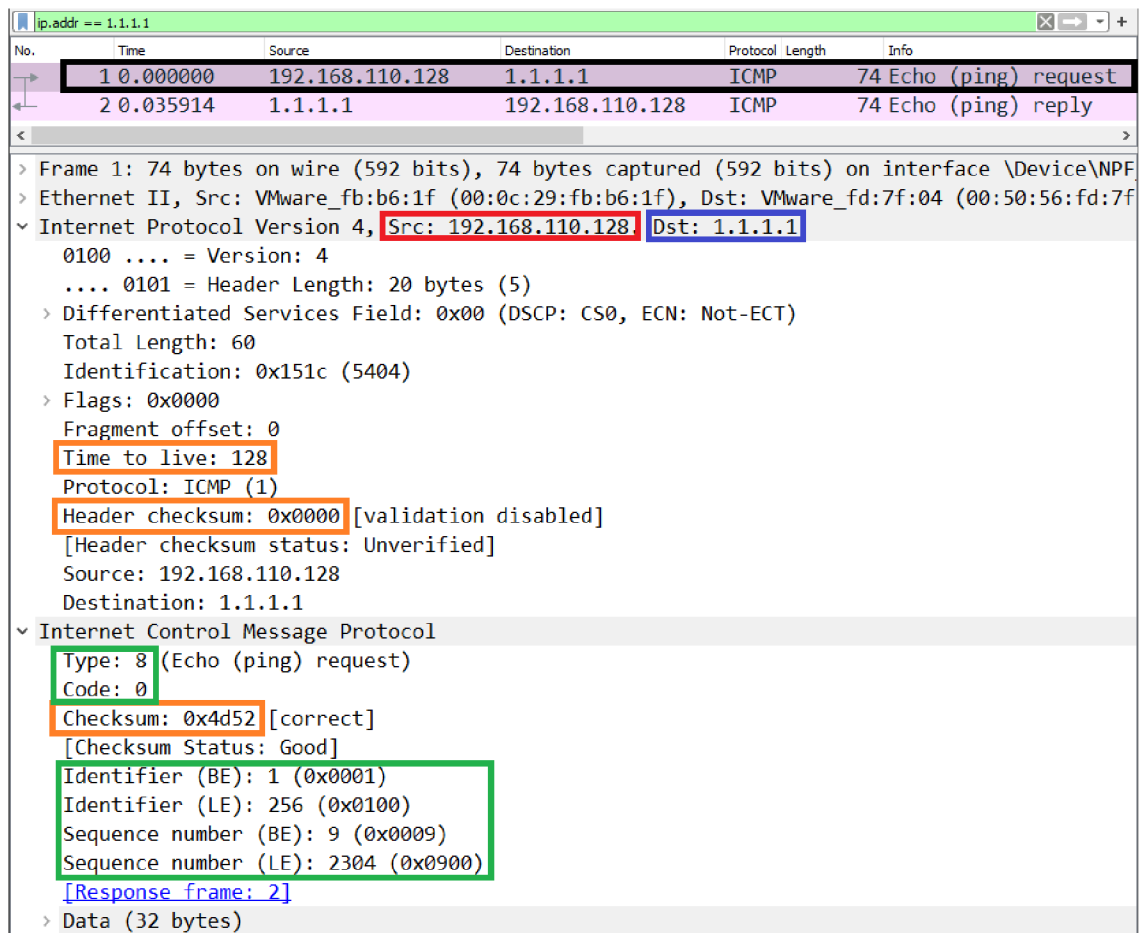 ip.addr == 1.1.1.1
No. Time Source Destination Protocol Length Info
1 0.000000 192.168.110.128 1.1.1.1 ICMP 74 Echo (ping) request
2 0.035914 1.1.1.1 192.168.110.128 ICMP 74 Echo (ping) reply
Frame 1: 74 bytes on wire (592 bits), 74 bytes captured (592 bits) on interface \Device\NPF_
Ethernet II, Src: VMware_fb:b6:1f (00:0c:29:fb:b6:1f), Dst: VMware_fd:7f:04 (00:50:56:fd:7f
Internet Protocol Version 4, Src: 192.168.110.128, Dst: 1.1.1.1
0100 .... = Version: 4
.... 0101 = Header Length: 20 bytes (5)
Differentiated Services Field: 0x00 (DSCP: CS0, ECN: Not-ECT)
Total Length: 60
Identification: 0x151c (5404)
Flags: 0x0000
Fragment offset: 0
Time to live: 128
Protocol: ICMP (1)
Header checksum: 0x0000 [validation disabled]
[Header checksum status: Unverified]
Source: 192.168.110.128
Destination: 1.1.1.1
Internet Control Message Protocol
Type: 8 (Echo (ping) request)
Code: 0
Checksum: 0x4d52 [correct]
[Checksum Status: Good]
Identifier (BE): 1 (0x0001)
Identifier (LE): 256 (0x0100)
Sequence number (BE): 9 (0x0009)
Sequence number (LE): 2304 (0x0900)
[Response frame: 2]
Data (32 bytes)